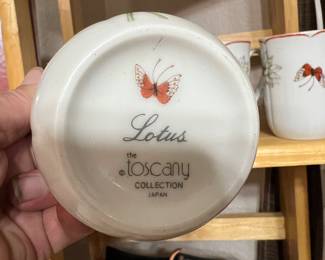 Lotus
the
© toscany
COLLECTION
JAPAN